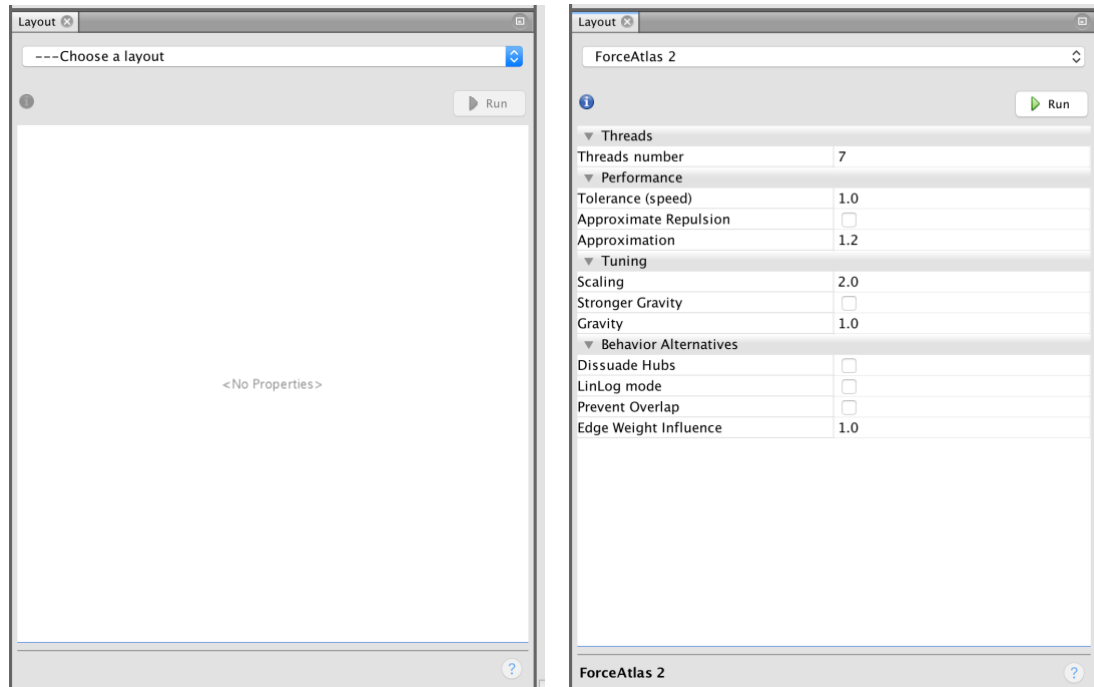 Layout
---Choose a layout
Run
<No Properties>
?
Layout
ForceAtlas 2
Run
Threads
Threads number 7
Performance
Tolerance (speed) 1.0
Approximate Repulsion
Approximation 1.2
Tuning
Scaling 2.0
Stronger Gravity
Gravity 1.0
Behavior Alternatives
Dissuade Hubs
LinLog mode
Prevent Overlap
Edge Weight Influence 1.0
ForceAtlas 2 ?